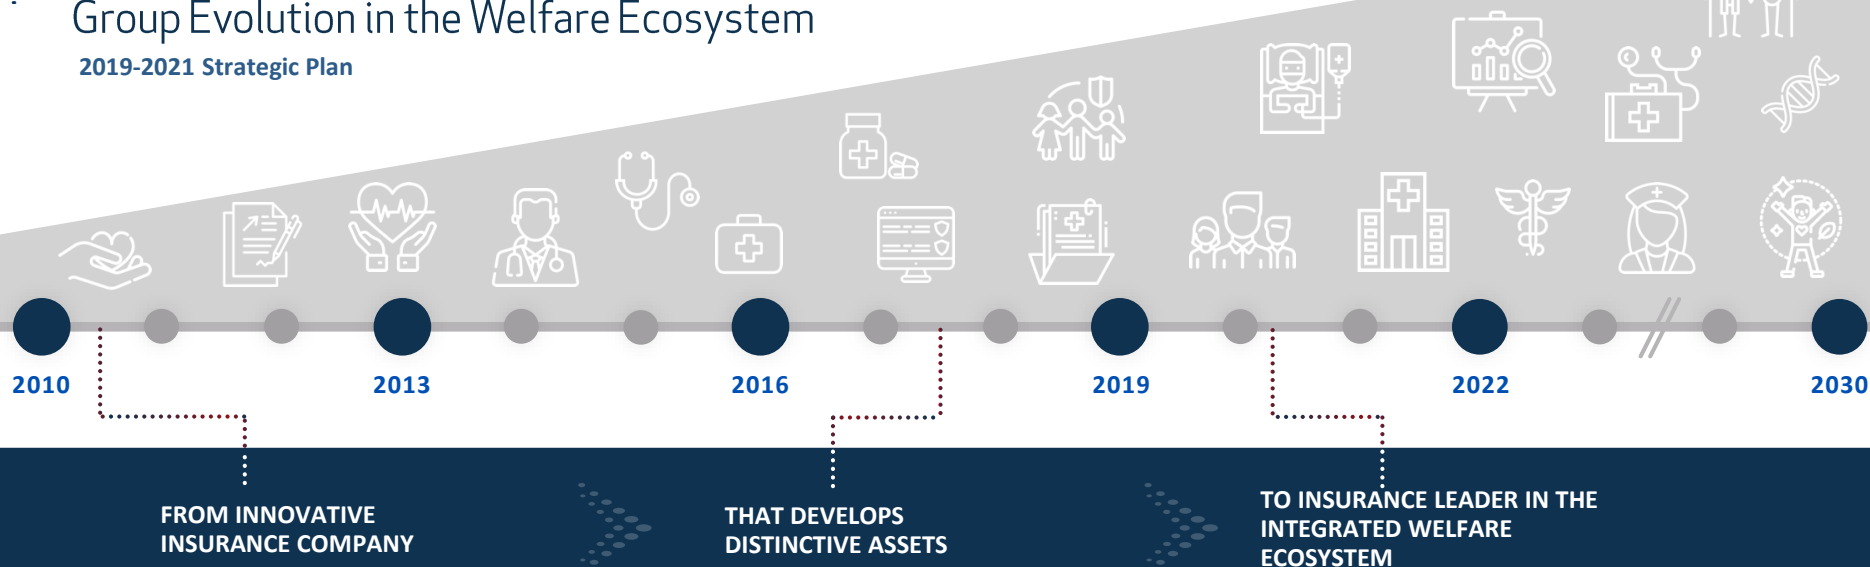 Group Evolution in the Welfare Ecosystem
2019-2021 Strategic Plan
2010 2013 2016 2019 2022 2030
FROM INNOVATIVE
INSURANCE COMPANY
THAT DEVELOPS
DISTINCTIVE ASSETS
TO INSURANCE LEADER IN THE
INTEGRATED WELFARE
ECOSYSTEM